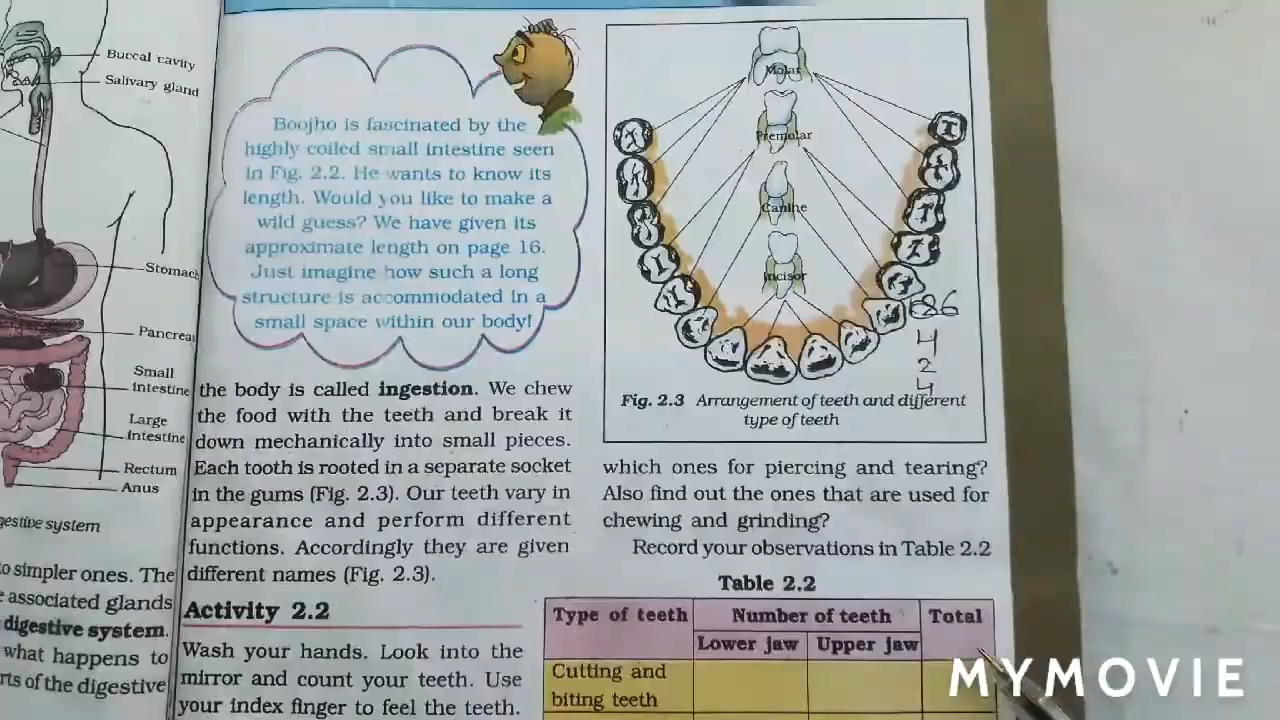 Buccal cavity
Salivary gland
Stomach
Pancreas
Small
intestine
Large
Intestine
Rectum
Anus
gestive system
to simpler ones. The
e associated glands
digestive system.
what happens to
rts of the digestive
Boojho is fascinated by the
highly coiled small intestine seen
in Fig. 2.2. He wants to know its
length. Would you like to make a
wild guess? We have given its
approximate length on page 16.
Just imagine how such a long
structure is accommodated in a
small space within our body!
the body is called ingestion. We chew
the food with the teeth and break it
down mechanically into small pieces.
Each tooth is rooted in a separate socket
in the gums (Fig. 2.3). Our teeth vary in
appearance and perform different
functions. Accordingly they are given
different names (Fig. 2.3).
Activity 2.2
Wash your hands. Look into the
mirror and count your teeth. Use
your index finger to feel the teeth.
Molar
Premolar
Canine
Incisor
4
2
4
Fig. 2.3 Arrangement of teeth and different
type of teeth
which ones for piercing and tearing?
Also find out the ones that are used for
chewing and grinding?
Record your observations in Table 2.2
Table 2.2
Type of teeth Number of teeth Total
Lower jaw Upper jaw
Cutting and
biting teeth
MYMOVIE